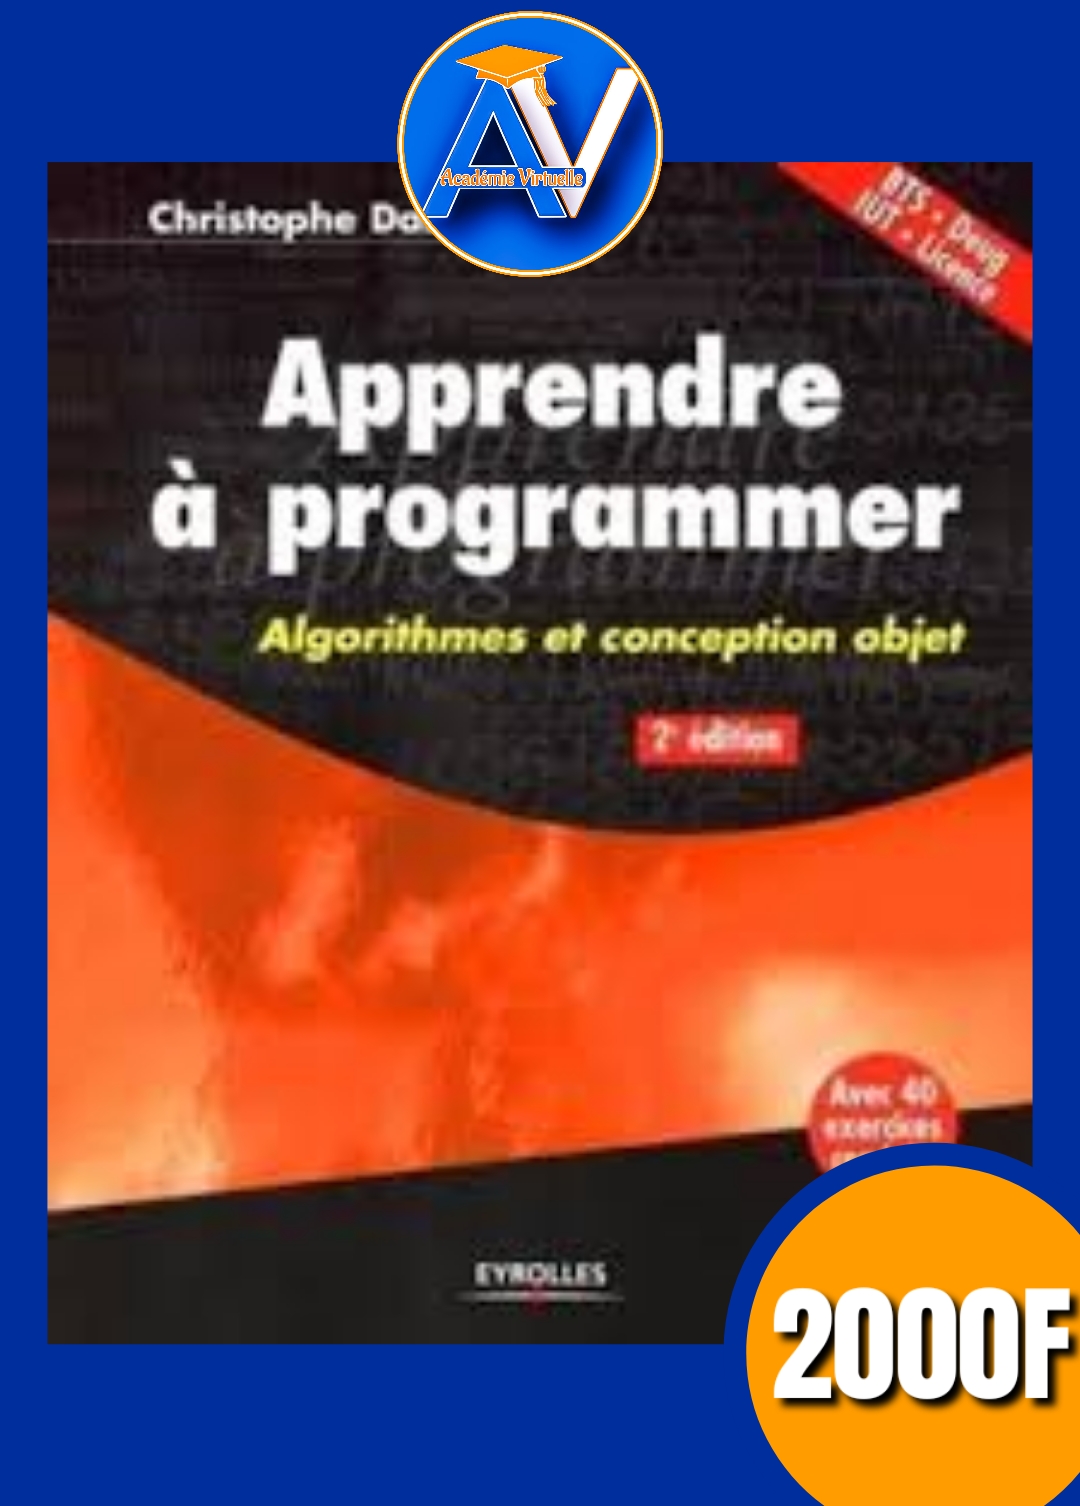 AV
Académie Virtuelle
Christophe Da
BTS • Deug
IUT • Licence
Apprendre
à programmer
Algorithmes et conception objet
2e édition
Avec 40
exercices
EYROLLES
2000F